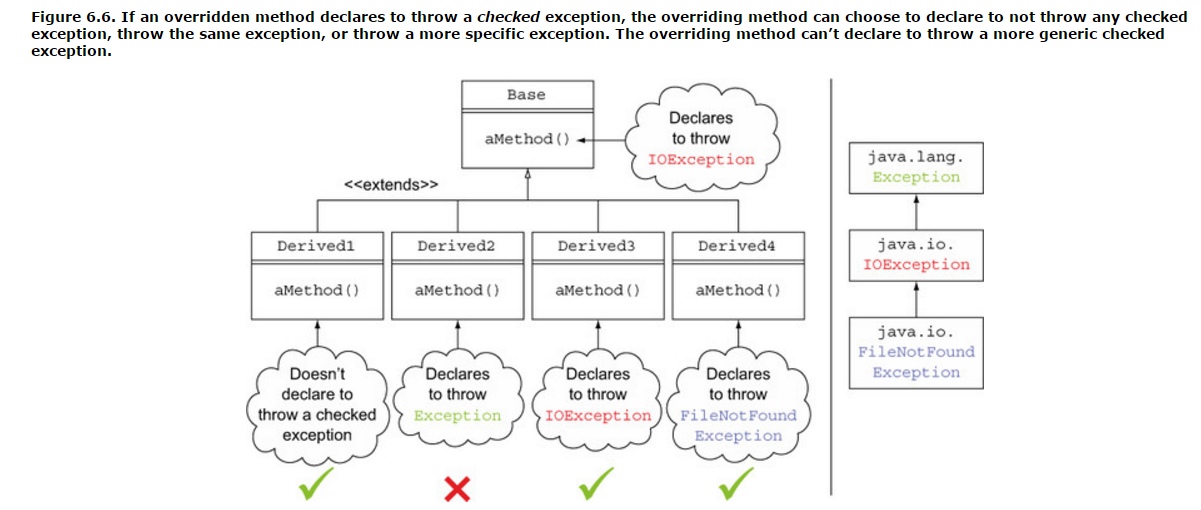 Figure 6.6. If an overridden method declares to throw a checked exception, the overriding method can choose to declare to not throw any checked
exception, throw the same exception, or throw a more specific exception. The overriding method can’t declare to throw a more generic checked
exception.
Base
aMethod()
Declares
to throw
IOException
<<extends>>
Derived1
aMethod()
Derived2
aMethod()
Derived3
aMethod()
Derived4
aMethod()
Doesn't
declare to
throw a checked
exception
Declares
to throw
Exception
Declares
to throw
IOException
Declares
to throw
FileNotFound
Exception
java.lang.
Exception
java.io.
IOException
java.io.
FileNotFound
Exception